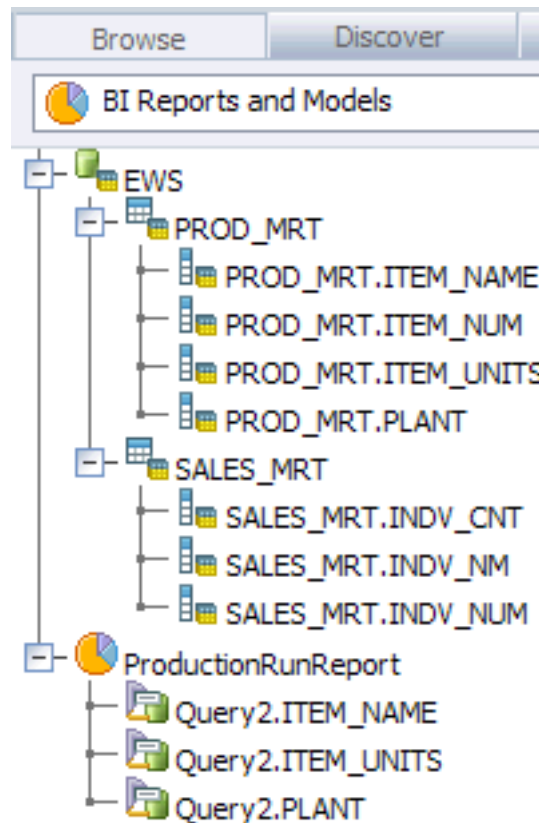 Browse Discover
BI Reports and Models
EWS
PROD_MRT
PROD_MRT.ITEM_NAME
PROD_MRT.ITEM_NUM
PROD_MRT.ITEM_UNITS
PROD_MRT.PLANT
SALES_MRT
SALES_MRT.INDV_CNT
SALES_MRT.INDV_NM
SALES_MRT.INDV_NUM
ProductionRunReport
Query2.ITEM_NAME
Query2.ITEM_UNITS
Query2.PLANT